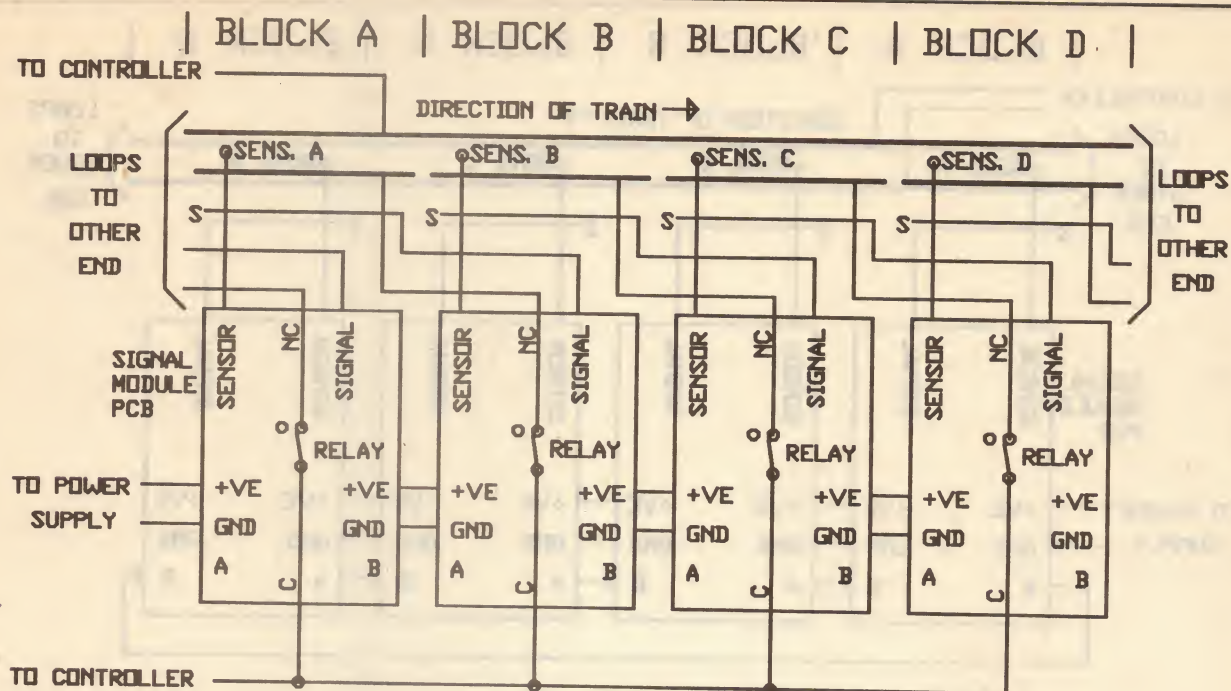 BLOCK A BLOCK B BLOCK C BLOCK D
TO CONTROLLER
DIRECTION OF TRAIN
SENS. A SENS. B SENS. C SENS. D
LOOPS TO OTHER END
S S S S
LOOPS TO OTHER END
SIGNAL MODULE PCB
SENSOR NC SIGNAL SENSOR NC SIGNAL SENSOR NC SIGNAL SENSOR NC SIGNAL
RELAY RELAY RELAY RELAY
TO POWER SUPPLY
+VE +VE +VE +VE +VE +VE +VE +VE
GND GND GND GND GND GND GND GND
A B A B A B A B
C C C C
TO CONTROLLER